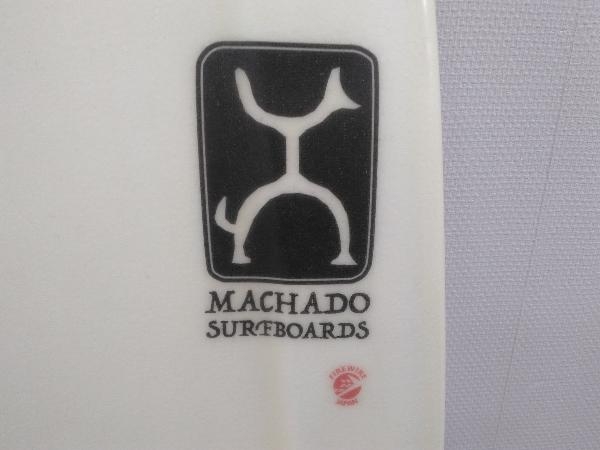 MACHADO
SURFBOARDS
FIREWIRE
JAPAN